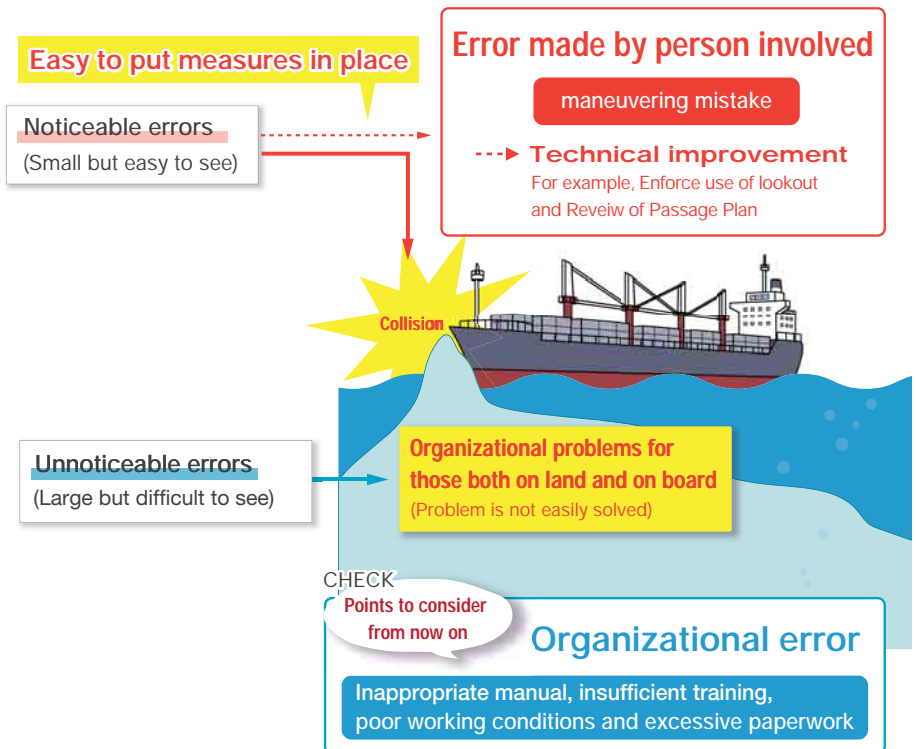 Easy to put measures in place
Noticeable errors
(Small but easy to see)
Error made by person involved
maneuvering mistake
Technical improvement
For example, Enforce use of lookout
and Reveiw of Passage Plan
Collision
Unnoticeable errors
(Large but difficult to see)
Organizational problems for
those both on land and on board
(Problem is not easily solved)
CHECK
Points to consider
from now on
Organizational error
Inappropriate manual, insufficient training,
poor working conditions and excessive paperwork